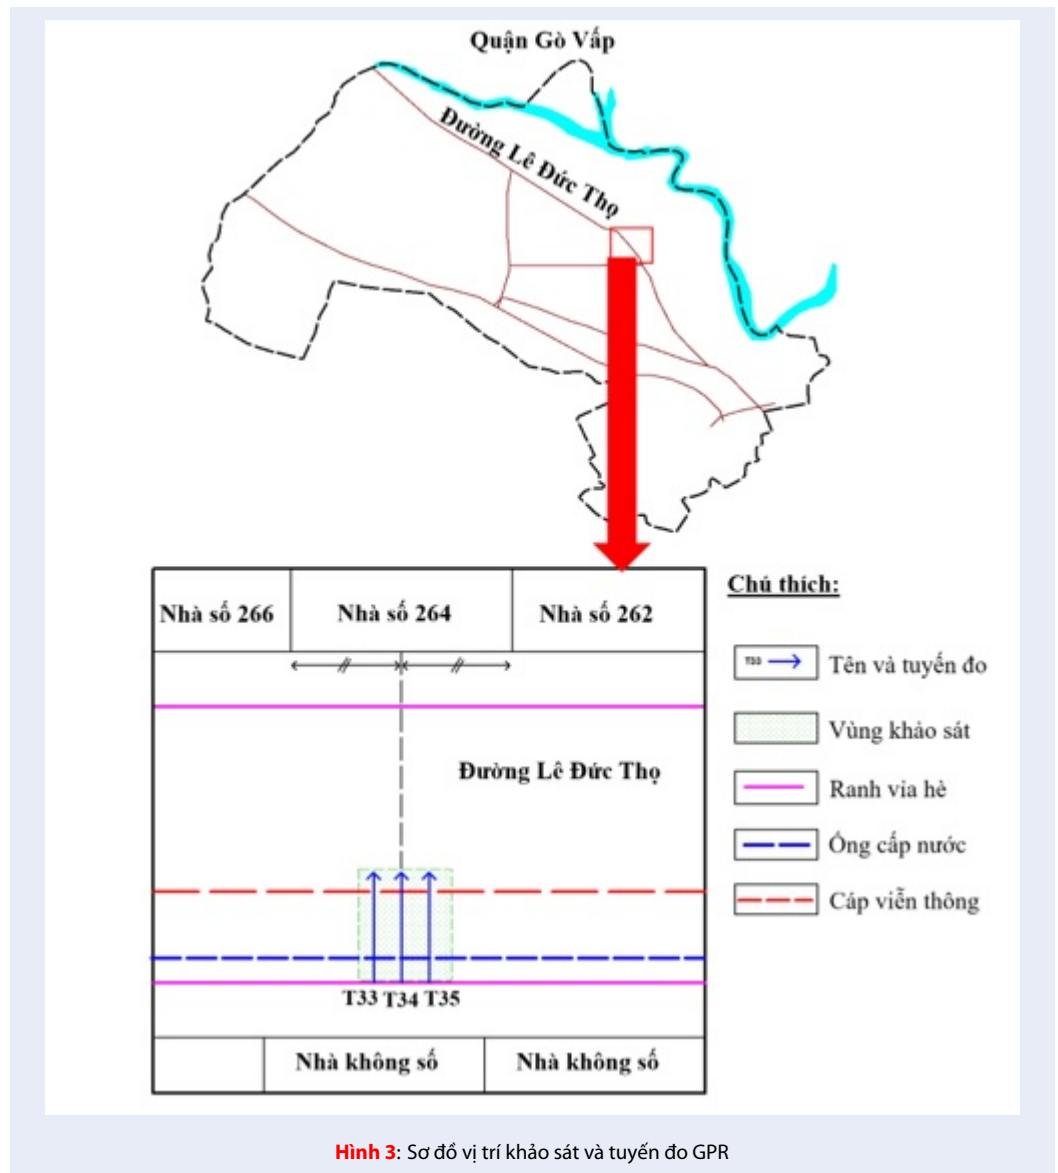 Quận Gò Vấp
Đường Lê Đức Thọ
Nhà số 266
Nhà số 264
Nhà số 262
Đường Lê Đức Thọ
T33 T34 T35
Nhà không số
Nhà không số
Chú thích:
T33
Tên và tuyến đo
Vùng khảo sát
Ranh vỉa hè
Ống cấp nước
Cáp viễn thông
Hình 3: Sơ đồ vị trí khảo sát và tuyến đo GPR